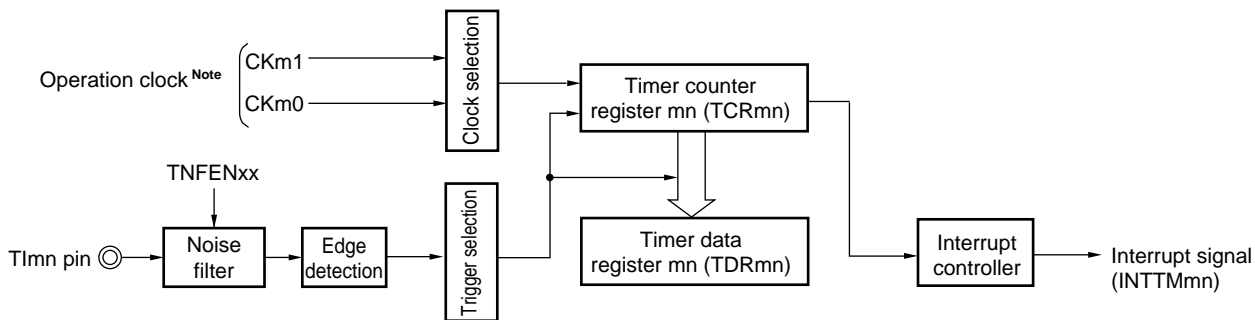 Operation clock Note
CKm1
CKm0
Clock selection
Timer counter
register mn (TCRmn)
TNFENxx
TImn pin
Noise
filter
Edge
detection
Trigger selection
Timer data
register mn (TDRmn)
Interrupt
controller
Interrupt signal
(INTTMmn)